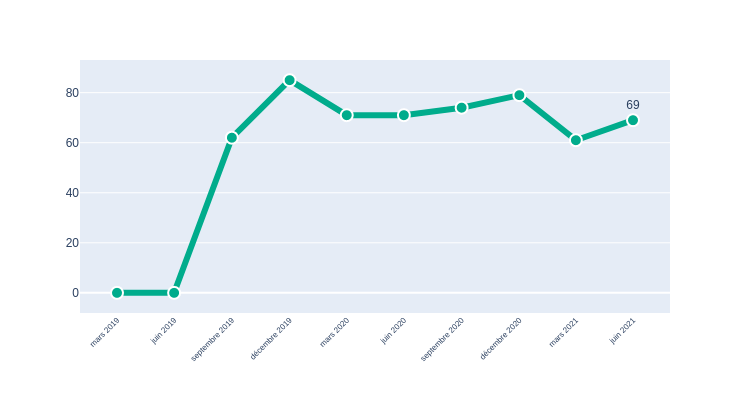 80
60
40
20
0
69
mars 2019
juin 2019
septembre 2019
décembre 2019
mars 2020
juin 2020
septembre 2020
décembre 2020
mars 2021
juin 2021